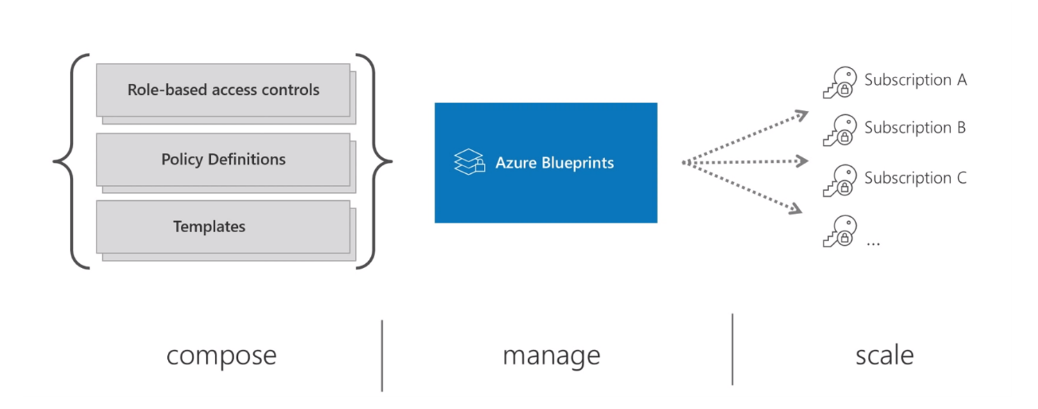 Role-based access controls
Policy Definitions
Templates
Azure Blueprints
Subscription A
Subscription B
Subscription C
...
compose
manage
scale